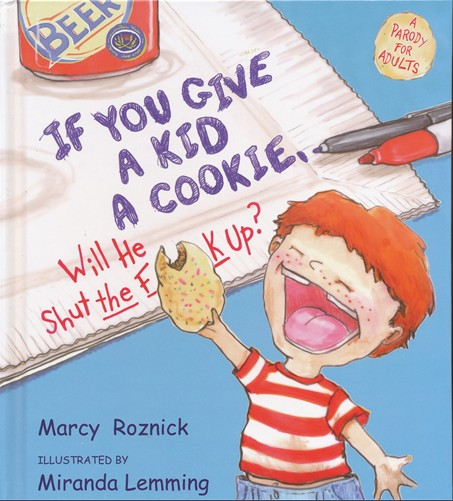 BEER
A
PARODY
FOR
ADULTS
IF YOU GIVE
A KID
A COOKIE,
Will He
Shut the F__K Up?
Marcy Roznick
ILLUSTRATED BY
Miranda Lemming